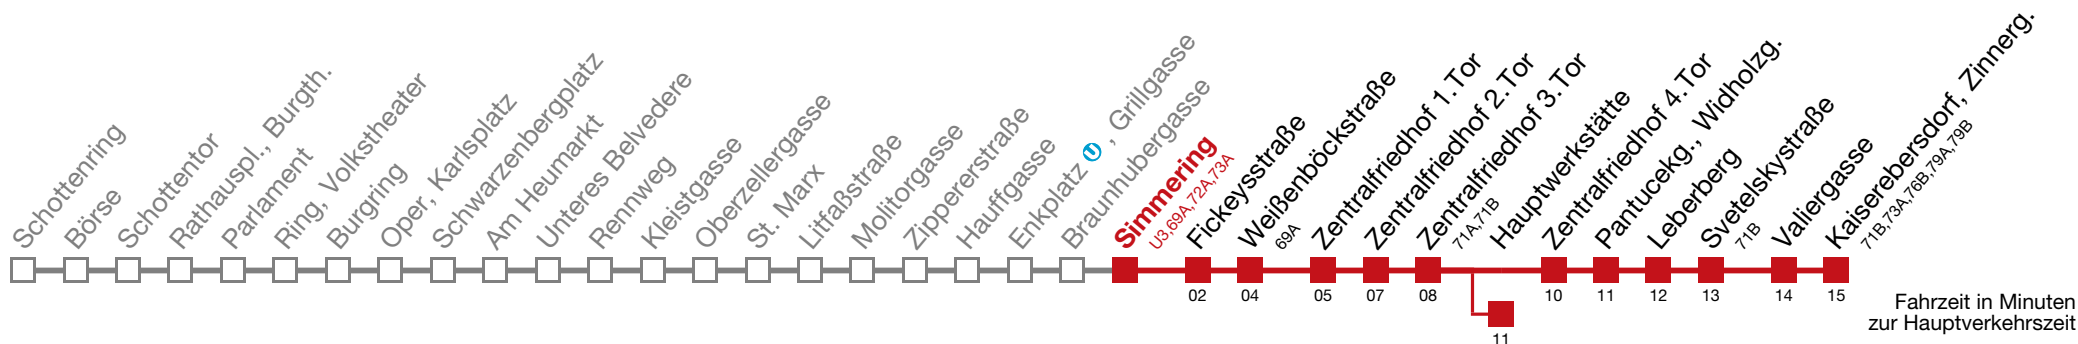 Schottenring
Börse
Schottentor
Rathauspl., Burgth.
Parlament
Ring, Volkstheater
Burgring
Oper, Karlsplatz
Schwarzenbergplatz
Am Heumarkt
Unteres Belvedere
Rennweg
Kleistgasse
Oberzellergasse
St. Marx
Litfaßstraße
Molitorgasse
Zippererstraße
Hauffgasse
Enkplatz U , Grillgasse
Braunhubergasse
Simmering
U3,69A,72A,73A
Fickeysstraße
Weißenböckstraße
69A
Zentralfriedhof 1.Tor
Zentralfriedhof 2.Tor
Zentralfriedhof 3.Tor
71A,71B
Hauptwerkstätte
Zentralfriedhof 4.Tor
Pantucekg., Widholzg.
Leberberg
Svetelskystraße
71B
Valiergasse
Kaiserebersdorf, Zinnerg.
71B,73A,76B,79A,79B
02 04 05 07 08 10 11 12 13 14 15
11
Fahrzeit in Minuten
zur Hauptverkehrszeit